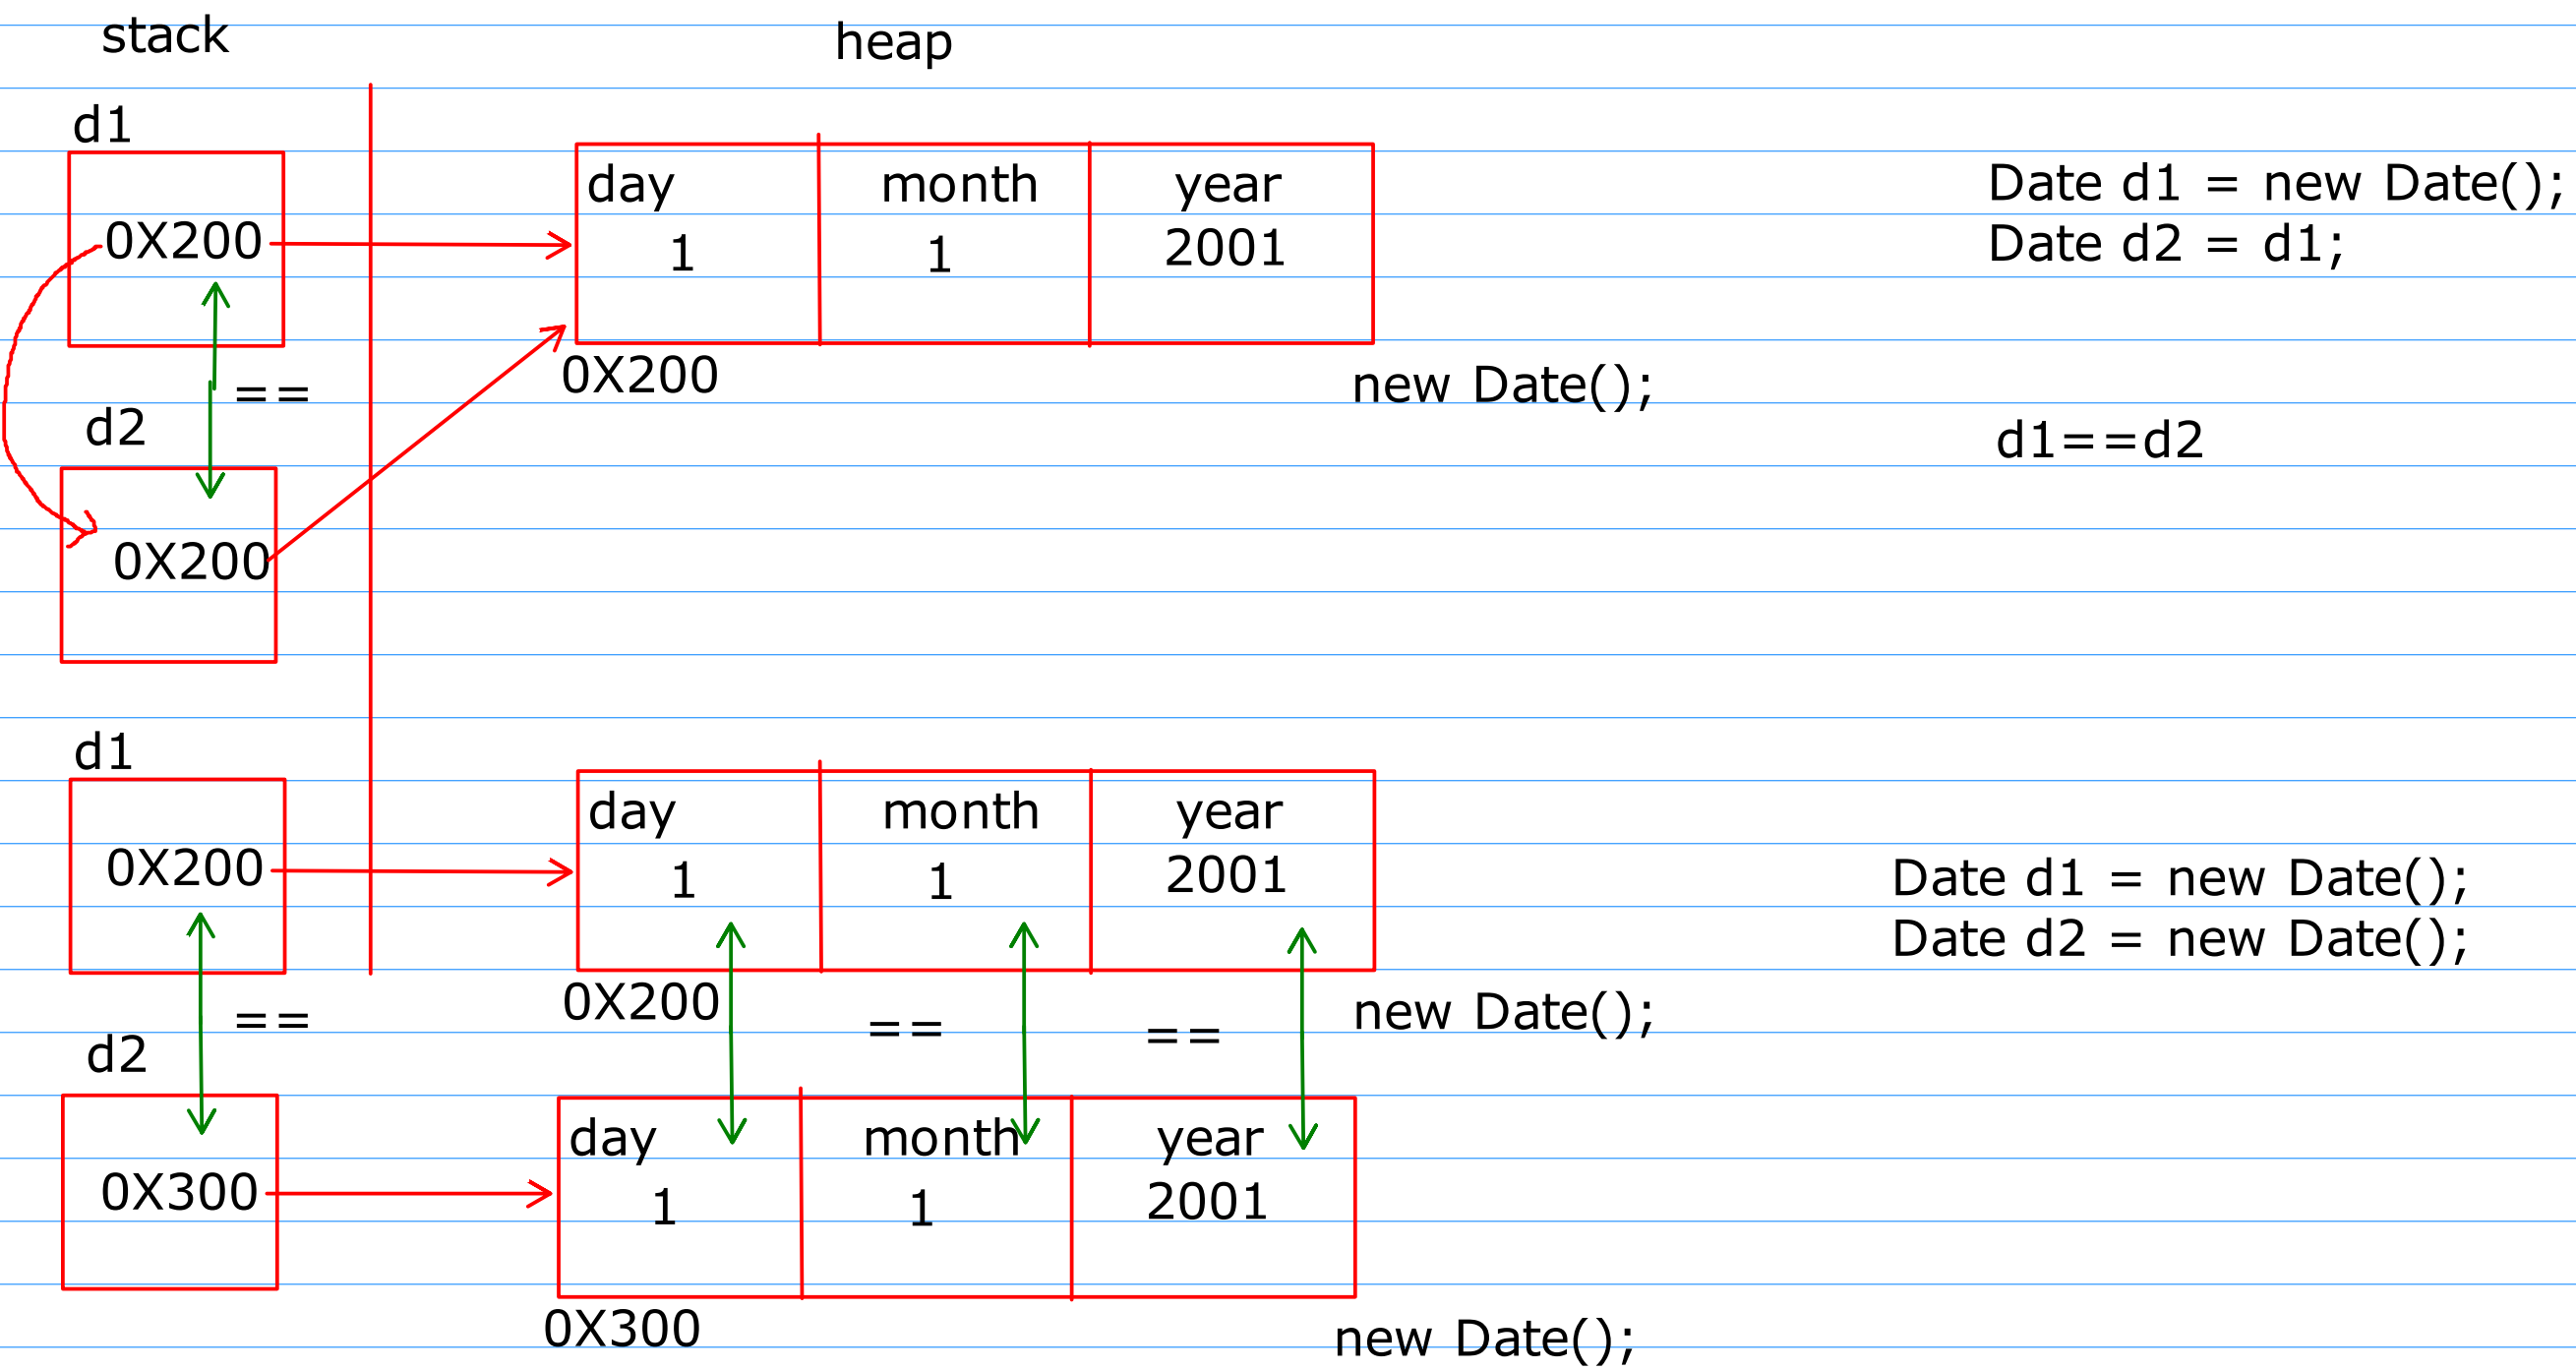 stack
heap
d1
day month year
0X200 1 1 2001
Date d1 = new Date();
Date d2 = d1;
==
0X200
new Date();
d2
d1==d2
0X200
d1
day month year
0X200 1 1 2001
Date d1 = new Date();
Date d2 = new Date();
==
0X200
== ==
new Date();
d2
day month year
0X300 1 1 2001
0X300
new Date();